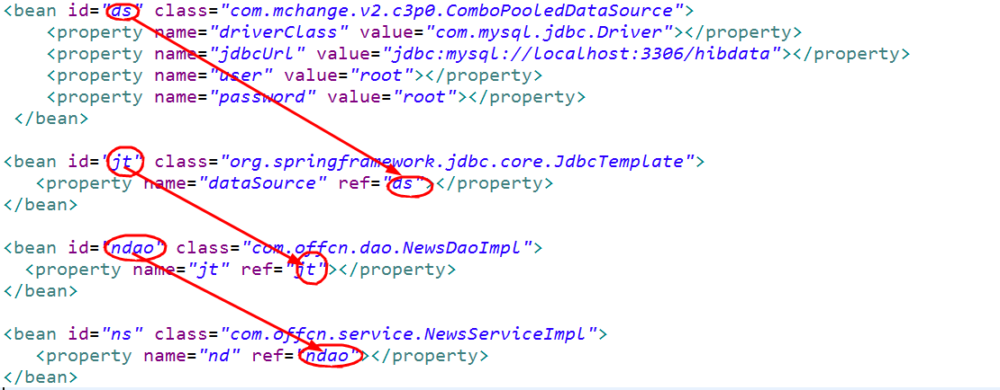 <bean id="ds" class="com.mchange.v2.c3p0.ComboPooledDataSource">
<property name="driverClass" value="com.mysql.jdbc.Driver"></property>
<property name="jdbcUrl" value="jdbc:mysql://localhost:3306/hibdata"></property>
<property name="user" value="root"></property>
<property name="password" value="root"></property>
</bean>
<bean id="jt" class="org.springframework.jdbc.core.JdbcTemplate">
<property name="dataSource" ref="ds"></property>
</bean>
<bean id="ndao" class="com.offcn.dao.NewsDaoImpl">
<property name="jt" ref="jt"></property>
</bean>
<bean id="ns" class="com.offcn.service.NewsServiceImpl">
<property name="nd" ref="ndao"></property>
</bean>